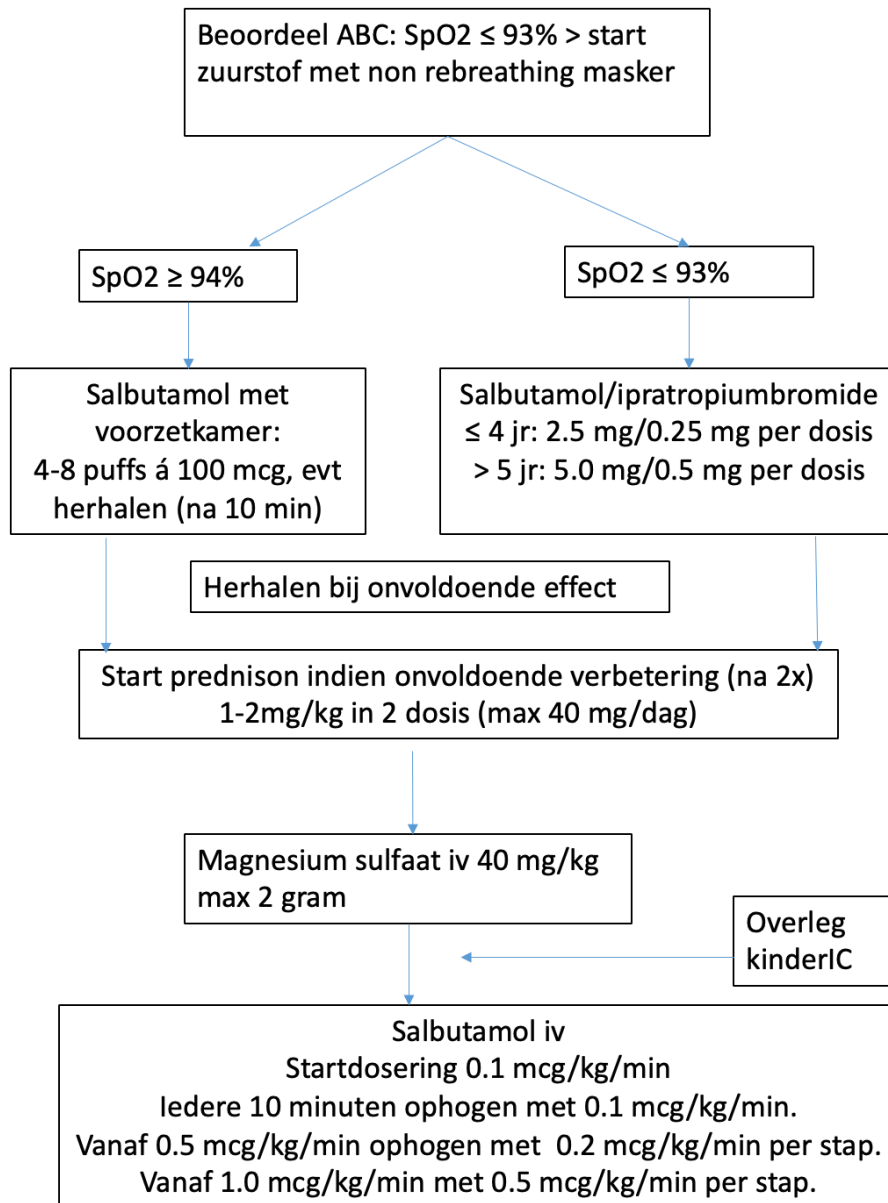 Beoordeel ABC: SpO2 ≤ 93% > start
zuurstof met non rebreathing masker
SpO2 ≥ 94%
SpO2 ≤ 93%
Salbutamol met
voorzetkamer:
4-8 puffs á 100 mcg, evt
herhalen (na 10 min)
Salbutamol/ipratropiumbromide
≤ 4 jr: 2.5 mg/0.25 mg per dosis
> 5 jr: 5.0 mg/0.5 mg per dosis
Herhalen bij onvoldoende effect
Start prednison indien onvoldoende verbetering (na 2x)
1-2mg/kg in 2 dosis (max 40 mg/dag)
Magnesium sulfaat iv 40 mg/kg
max 2 gram
Overleg
kinderIC
Salbutamol iv
Startdosering 0.1 mcg/kg/min
Iedere 10 minuten ophogen met 0.1 mcg/kg/min.
Vanaf 0.5 mcg/kg/min ophogen met 0.2 mcg/kg/min per stap.
Vanaf 1.0 mcg/kg/min met 0.5 mcg/kg/min per stap.